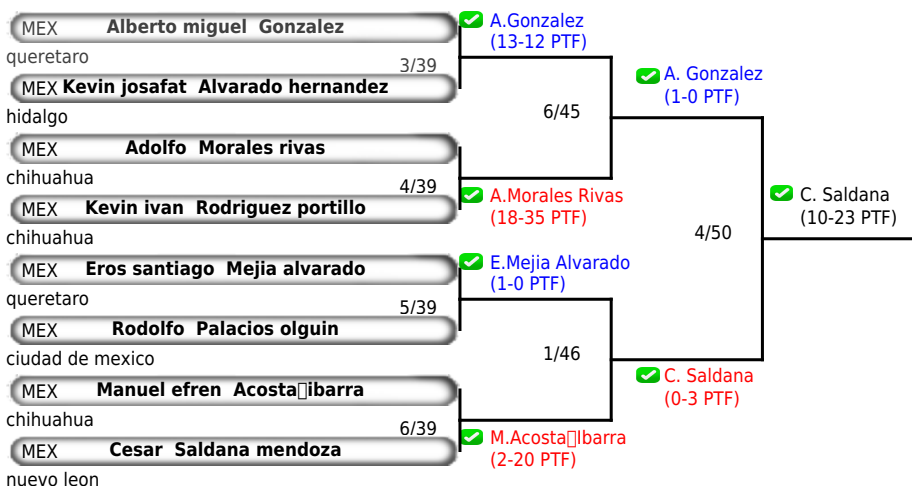 MEX Alberto miguel Gonzalez
queretaro
3/39
MEX Kevin josafat Alvarado hernandez
hidalgo
MEX Adolfo Morales rivas
chihuahua
4/39
MEX Kevin ivan Rodriguez portillo
chihuahua
MEX Eros santiago Mejia alvarado
queretaro
5/39
MEX Rodolfo Palacios olguin
ciudad de mexico
MEX Manuel efren Acosta▯ibarra
chihuahua
6/39
MEX Cesar Saldana mendoza
nuevo leon
A.Gonzalez
(13-12 PTF)
6/45
A.Morales Rivas
(18-35 PTF)
E.Mejia Alvarado
(1-0 PTF)
1/46
M.Acosta▯Ibarra
(2-20 PTF)
A. Gonzalez
(1-0 PTF)
4/50
C. Saldana
(0-3 PTF)
C. Saldana
(10-23 PTF)